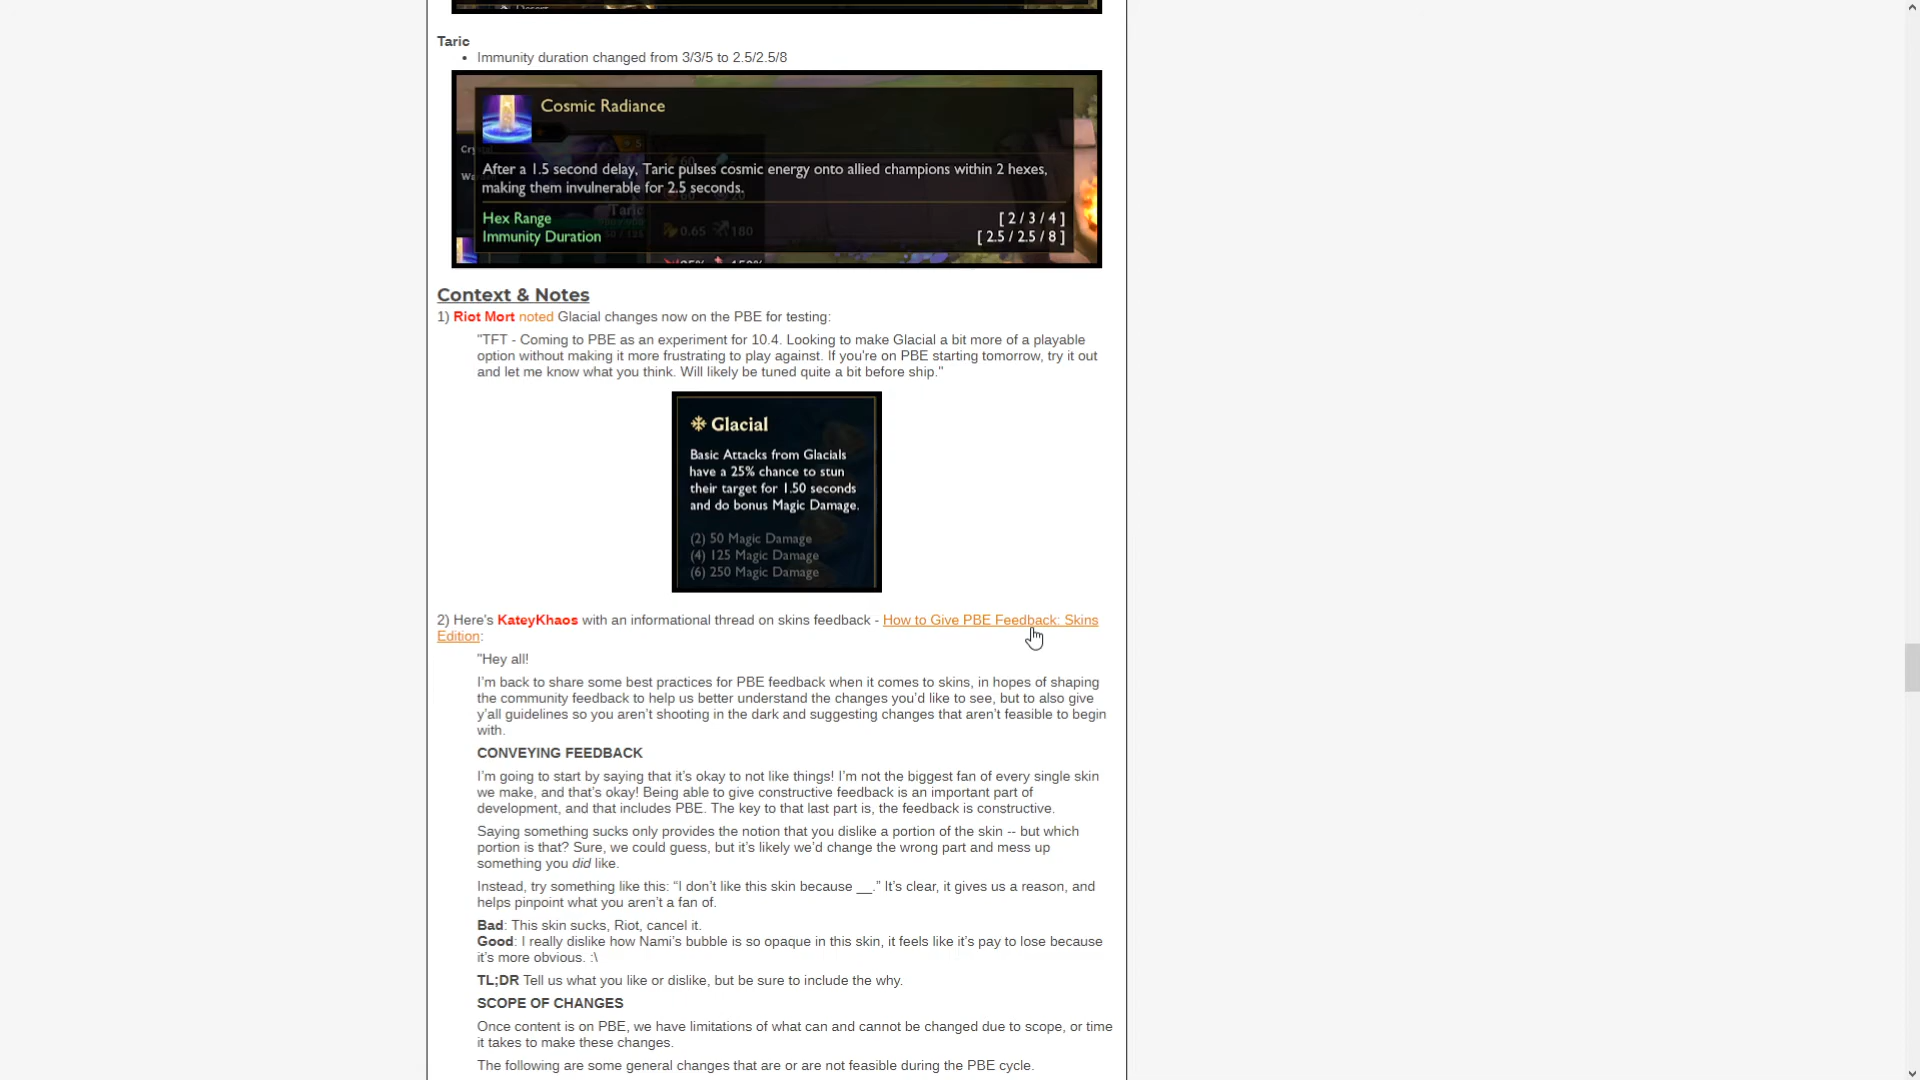 Desert
Taric
• Immunity duration changed from 3/3/5 to 2.5/2.5/8
Cosmic Radiance
After a 1.5 second delay, Taric pulses cosmic energy onto allied champions within 2 hexes,
making them invulnerable for 2.5 seconds.
Taric
Hex Range [ 2 / 3 / 4 ]
0.65 180
Immunity Duration [ 2.5 / 2.5 / 8 ]
Context & Notes
1) Riot Mort noted Glacial changes now on the PBE for testing:
"TFT - Coming to PBE as an experiment for 10.4. Looking to make Glacial a bit more of a playable
option without making it more frustrating to play against. If you're on PBE starting tomorrow, try it out
and let me know what you think. Will likely be tuned quite a bit before ship."
Glacial
Basic Attacks from Glacials
have a 25% chance to stun
their target for 1.50 seconds
and do bonus Magic Damage.
(2) 50 Magic Damage
(4) 125 Magic Damage
(6) 250 Magic Damage
2) Here's KateyKhaos with an informational thread on skins feedback - How to Give PBE Feedback: Skins
Edition:
"Hey all!
I’m back to share some best practices for PBE feedback when it comes to skins, in hopes of shaping
the community feedback to help us better understand the changes you’d like to see, but to also give
y’all guidelines so you aren’t shooting in the dark and suggesting changes that aren’t feasible to begin
with.
CONVEYING FEEDBACK
I’m going to start by saying that it’s okay to not like things! I’m not the biggest fan of every single skin
we make, and that’s okay! Being able to give constructive feedback is an important part of
development, and that includes PBE. The key to that last part is, the feedback is constructive.
Saying something sucks only provides the notion that you dislike a portion of the skin -- but which
portion is that? Sure, we could guess, but it’s likely we’d change the wrong part and mess up
something you did like.
Instead, try something like this: “I don’t like this skin because __.” It’s clear, it gives us a reason, and
helps pinpoint what you aren’t a fan of.
Bad: This skin sucks, Riot, cancel it.
Good: I really dislike how Nami’s bubble is so opaque in this skin, it feels like it’s pay to lose because
it’s more obvious. :\
TL;DR Tell us what you like or dislike, but be sure to include the why.
SCOPE OF CHANGES
Once content is on PBE, we have limitations of what can and cannot be changed due to scope, or time
it takes to make these changes.
The following are some general changes that are or are not feasible during the PBE cycle.